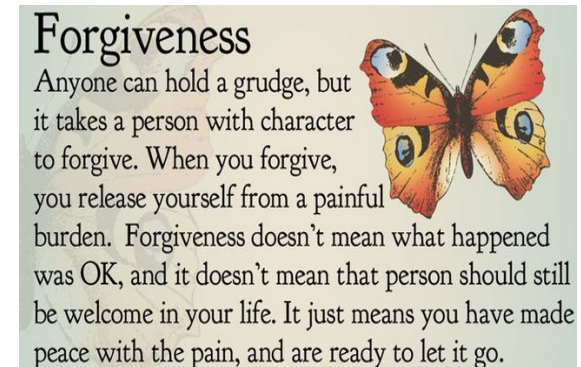 Forgiveness
Anyone can hold a grudge, but
it takes a person with character
to forgive. When you forgive,
you release yourself from a painful
burden. Forgiveness doesn't mean what happened
was OK, and it doesn't mean that person should still
be welcome in your life. It just means you have made
peace with the pain, and are ready to let it go.